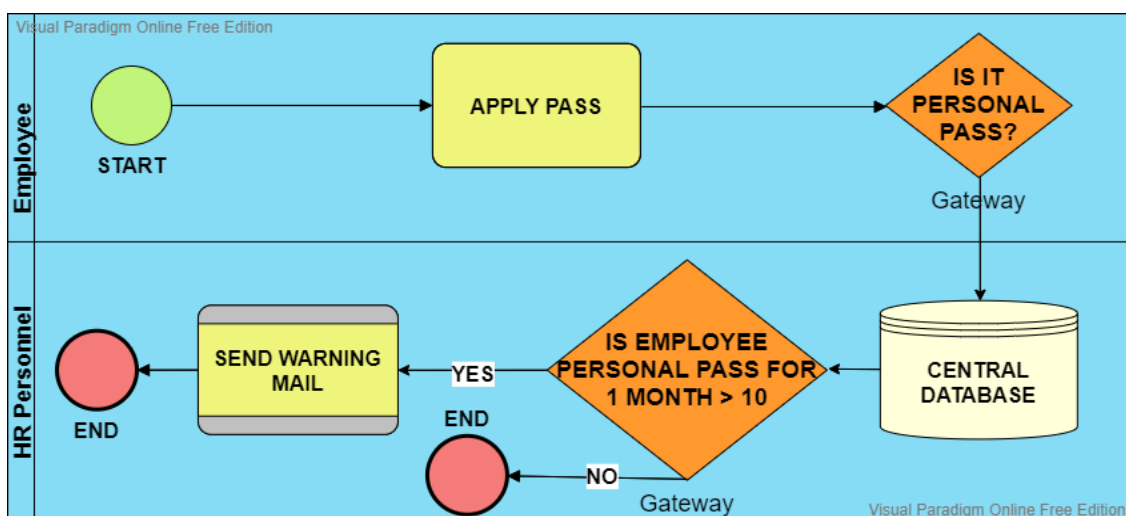 Visual Paradigm Online Free Edition
Employee
START
APPLY PASS
IS IT
PERSONAL
PASS?
Gateway
HR Personnel
END
SEND WARNING
MAIL
YES
IS EMPLOYEE
PERSONAL PASS FOR
1 MONTH > 10
CENTRAL
DATABASE
END
NO
Gateway
Visual Paradigm Online Free Edition